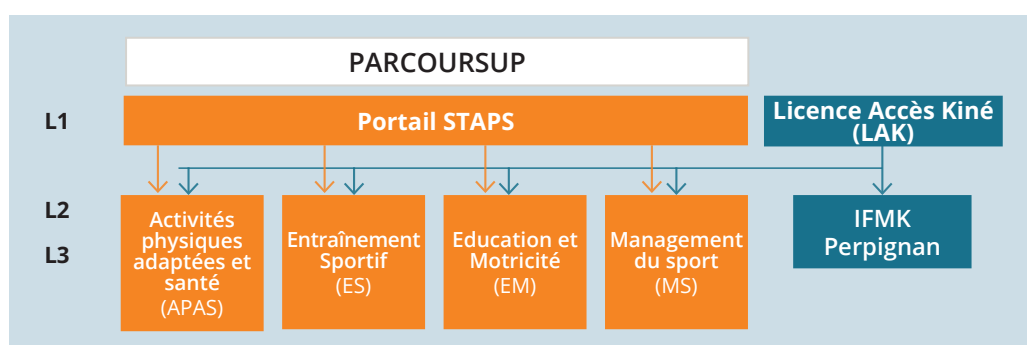 PARCOURSUP
L1
Portail STAPS
Licence Accès Kiné
(LAK)
L2
L3
Activités
physiques
adaptées et
santé
(APAS)
Entraînement
Sportif
(ES)
Education et
Motricité
(EM)
Management
du sport
(MS)
IFMK
Perpignan